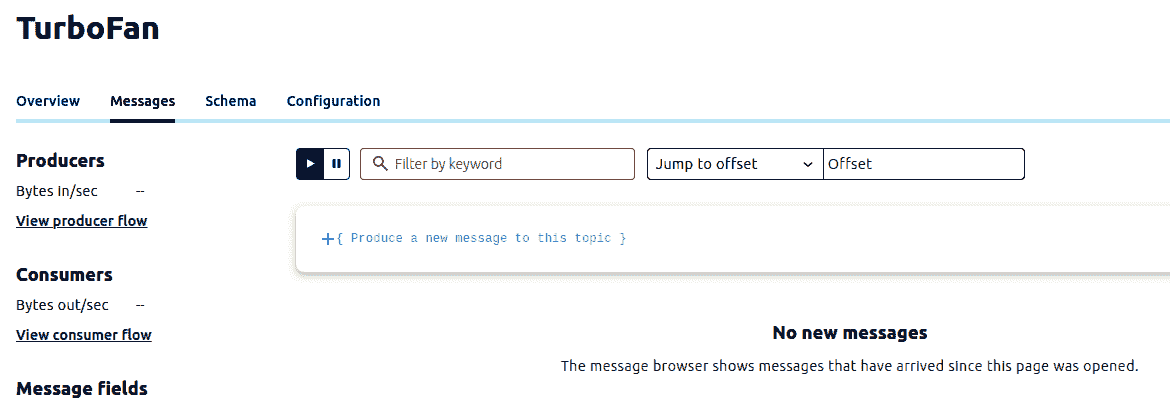 TurboFan
Overview Messages Schema Configuration
Producers
Bytes In/sec --
View producer flow
Consumers
Bytes out/sec --
View consumer flow
Message fields
Filter by keyword Jump to offset Offset
+{ Produce a new message to this topic }
No new messages
The message browser shows messages that have arrived since this page was opened.